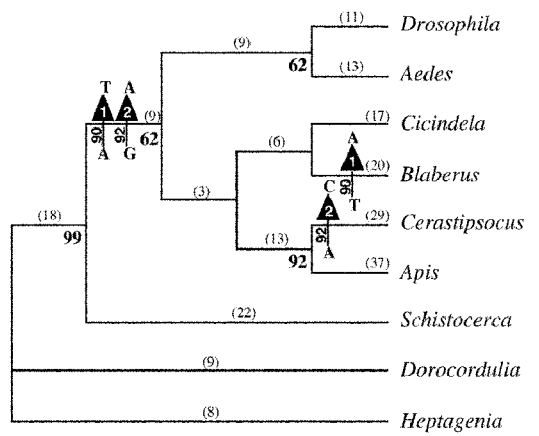 (11) Drosophila
(9)
62
(13) Aedes
T A
1 2 (9)
90 92 62
A G
(17) Cicindela
(6)
A
1
(20) Blaberus
90
T
(3)
C
2
(29) Cerastipsocus
92
A
(13)
92
(37) Apis
(18)
99
(22) Schistocerca
(9) Dorocordulia
(8) Heptagenia